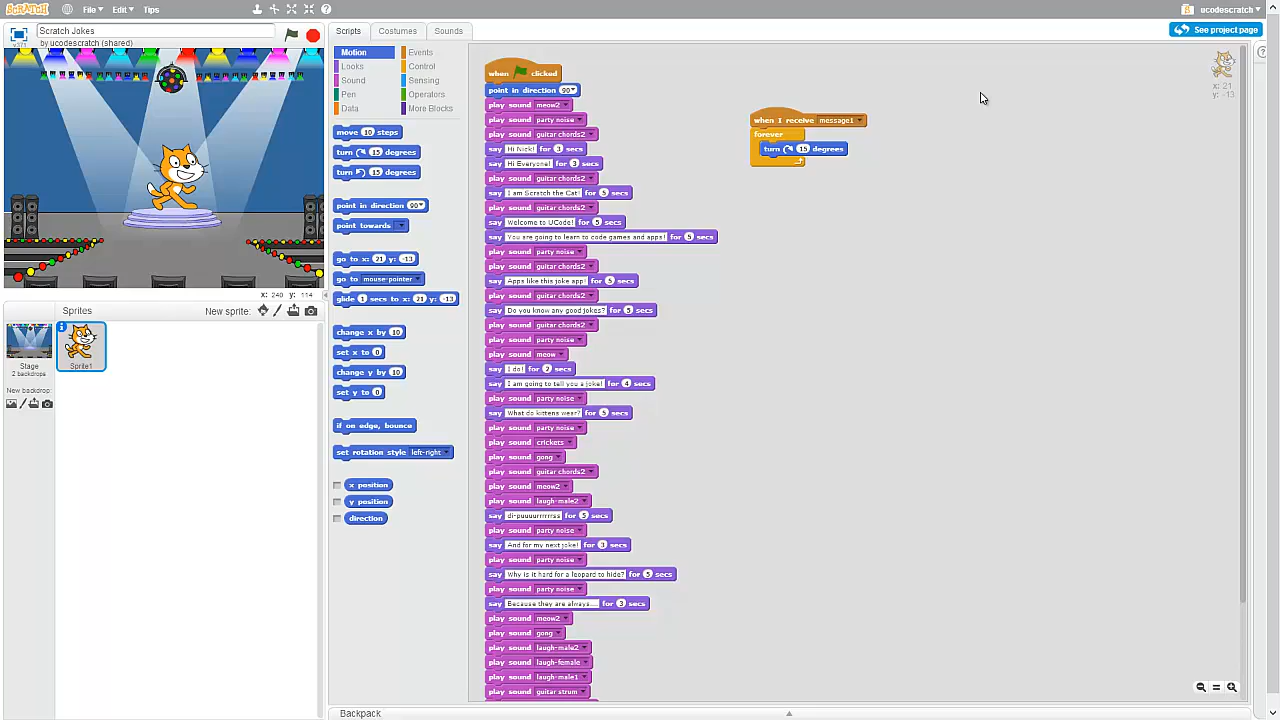 SCRATCH File Edit Tips ucodescratch
v371 Scratch Jokes
by ucodescratch (shared)
Scripts Costumes Sounds
See project page
Motion Events
Looks Control
Sound Sensing
Pen Operators
Data More Blocks
move 10 steps
turn 15 degrees
turn 15 degrees
point in direction 90
point towards
go to x: 21 y: -13
go to mouse-pointer
glide 1 secs to x: 21 y: -13
change x by 10
set x to 0
change y by 10
set y to 0
if on edge, bounce
set rotation style left-right
x position
y position
direction
when clicked
point in direction 90
play sound meow2
play sound party noise
play sound guitar chords2
say Hi Nick! for 3 secs
say Hi Everyone! for 3 secs
play sound guitar chords2
say I am Scratch the Cat! for 5 secs
play sound guitar chords2
say Welcome to UCode! for 5 secs
say You are going to learn to code games and apps! for 5 secs
play sound party noise
play sound guitar chords2
say Apps like this joke app! for 5 secs
play sound guitar chords2
say Do you know any good jokes? for 5 secs
play sound guitar chords2
play sound party noise
play sound meow
say I do! for 2 secs
say I am going to tell you a joke! for 4 secs
play sound party noise
say What do kittens wear? for 5 secs
play sound party noise
play sound crickets
play sound gong
play sound guitar chords2
play sound meow2
play sound laugh-male2
say di-puuuurrrrrrss for 5 secs
play sound party noise
say And for my next joke! for 3 secs
play sound party noise
say Why is it hard for a leopard to hide? for 5 secs
play sound party noise
say Because they are always.... for 3 secs
play sound meow2
play sound gong
play sound laugh-male2
play sound laugh-female
play sound laugh-male1
play sound guitar strum
when I receive message1
forever
turn 15 degrees
x: 21
y: -13
x: 240 y: 114
Sprites New sprite:
Stage
2 backdrops
Sprite1
New backdrop:
Backpack